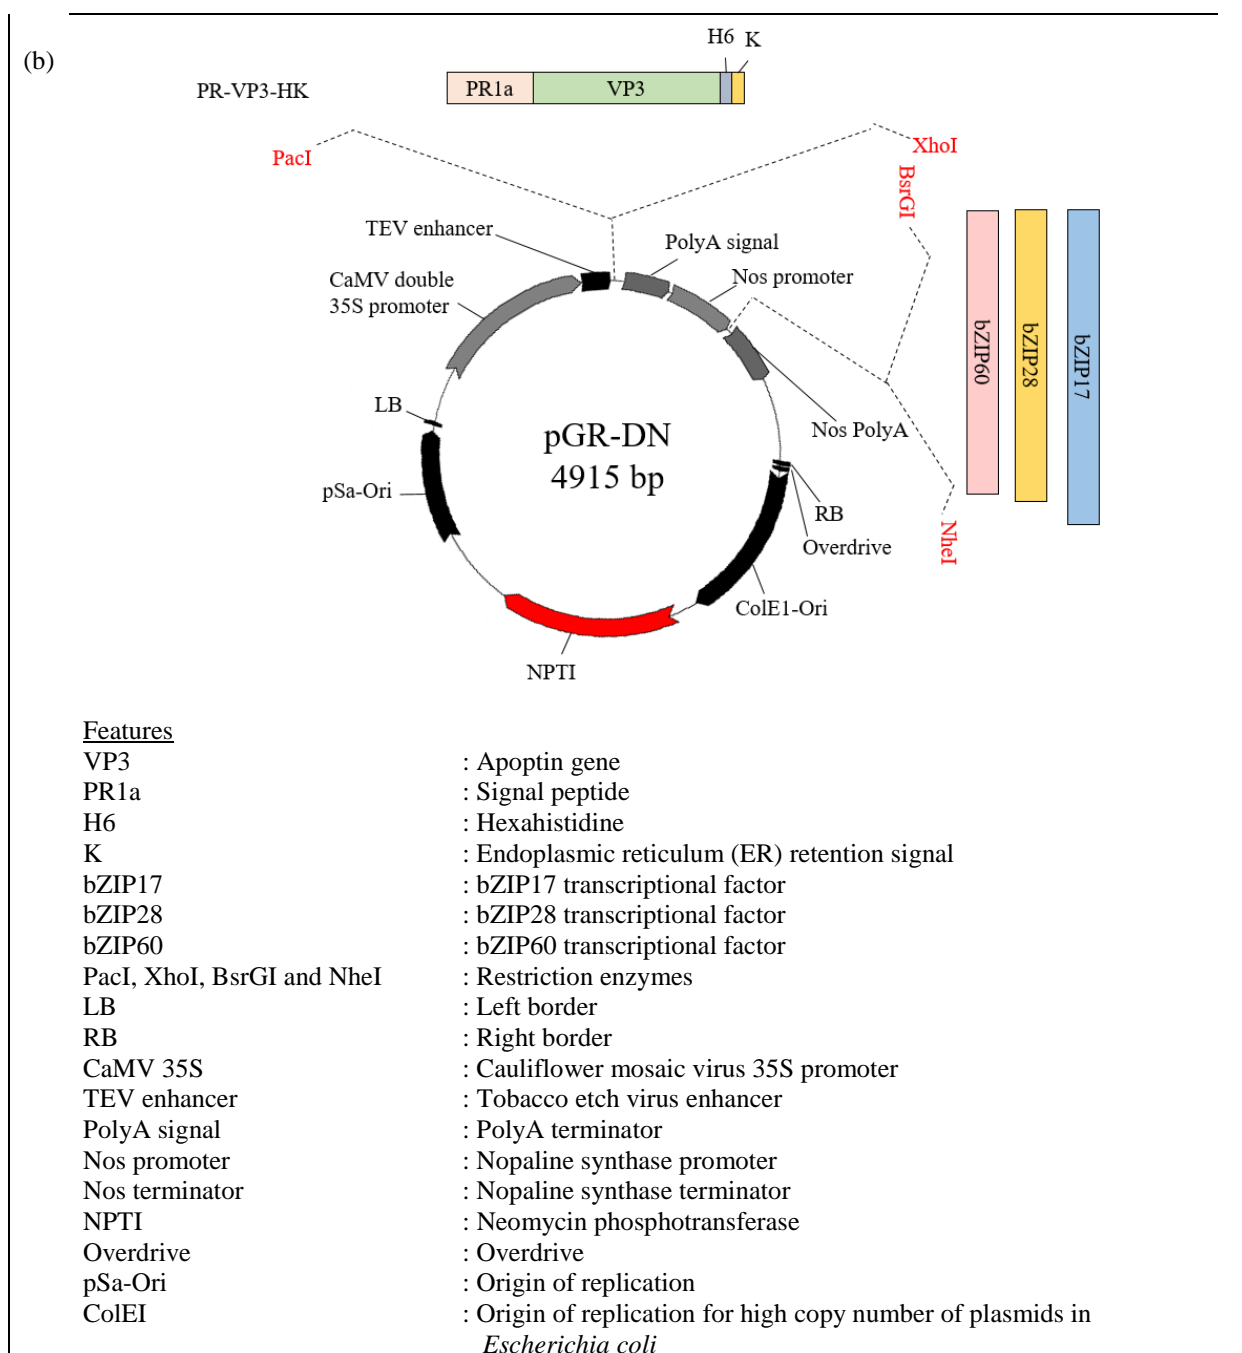 (b)
H6 K
PR-VP3-HK
PR1a
VP3
PacI
XhoI
BsrGI
TEV enhancer
PolyA signal
CaMV double
35S promoter
Nos promoter
bZIP60
bZIP28
bZIP17
LB
Nos PolyA
pGR-DN
4915 bp
pSa-Ori
RB
Overdrive
NheI
ColE1-Ori
NPTI
Features
VP3 : Apoptin gene
PR1a : Signal peptide
H6 : Hexahistidine
K : Endoplasmic reticulum (ER) retention signal
bZIP17 : bZIP17 transcriptional factor
bZIP28 : bZIP28 transcriptional factor
bZIP60 : bZIP60 transcriptional factor
PacI, XhoI, BsrGI and NheI : Restriction enzymes
LB : Left border
RB : Right border
CaMV 35S : Cauliflower mosaic virus 35S promoter
TEV enhancer : Tobacco etch virus enhancer
PolyA signal : PolyA terminator
Nos promoter : Nopaline synthase promoter
Nos terminator : Nopaline synthase terminator
NPTI : Neomycin phosphotransferase
Overdrive : Overdrive
pSa-Ori : Origin of replication
ColEI : Origin of replication for high copy number of plasmids in
Escherichia coli